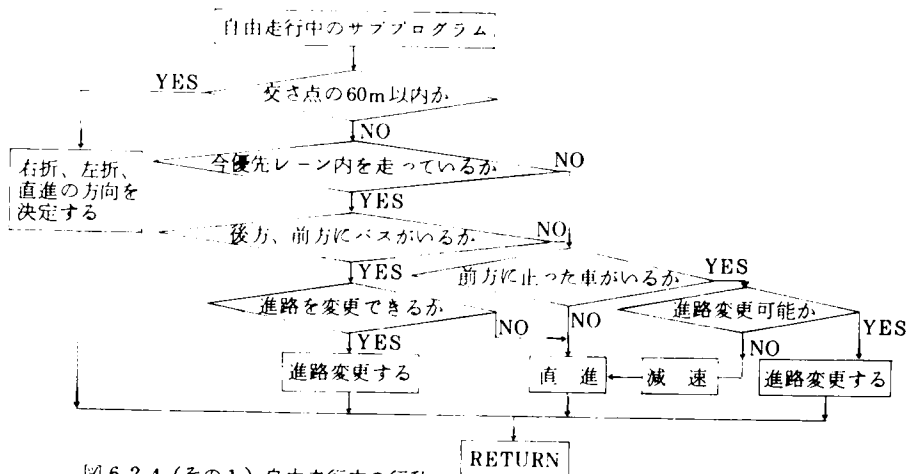 自由走行中のサブプログラム
YES
交さ点の60m以内か
NO
右折、左折、
直進の方向を
決定する
今優先レーン内を走っているか
NO
YES
後方、前方にバスがいるか
NO
YES
前方に止った車がいるか
YES
進路を変更できるか
NO
NO
進路変更可能か
YES
YES
NO
進路変更する
直進
減速
進路変更する
RETURN
図6.2.4(その1)自由走行中の行動